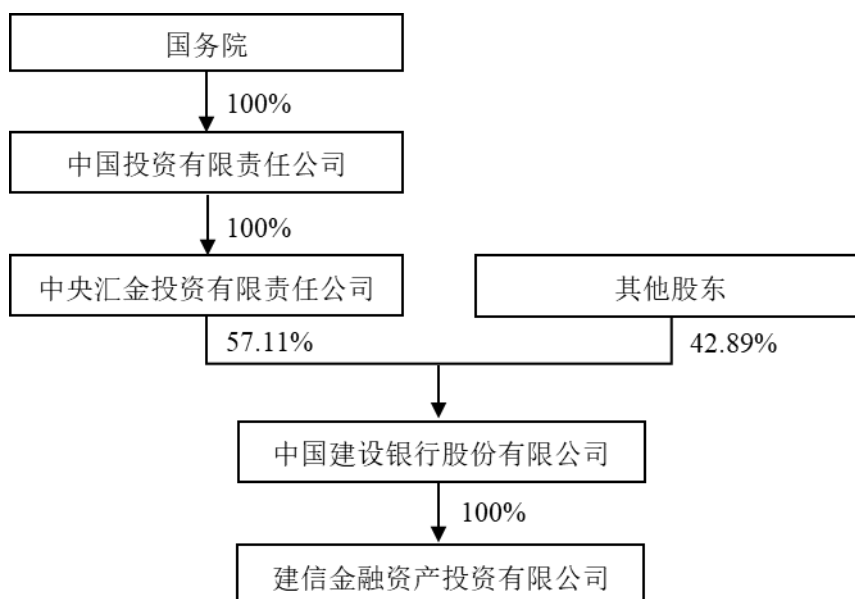 国务院
100%
中国投资有限责任公司
100%
中央汇金投资有限责任公司
其他股东
57.11%
42.89%
中国建设银行股份有限公司
100%
建信金融资产投资有限公司